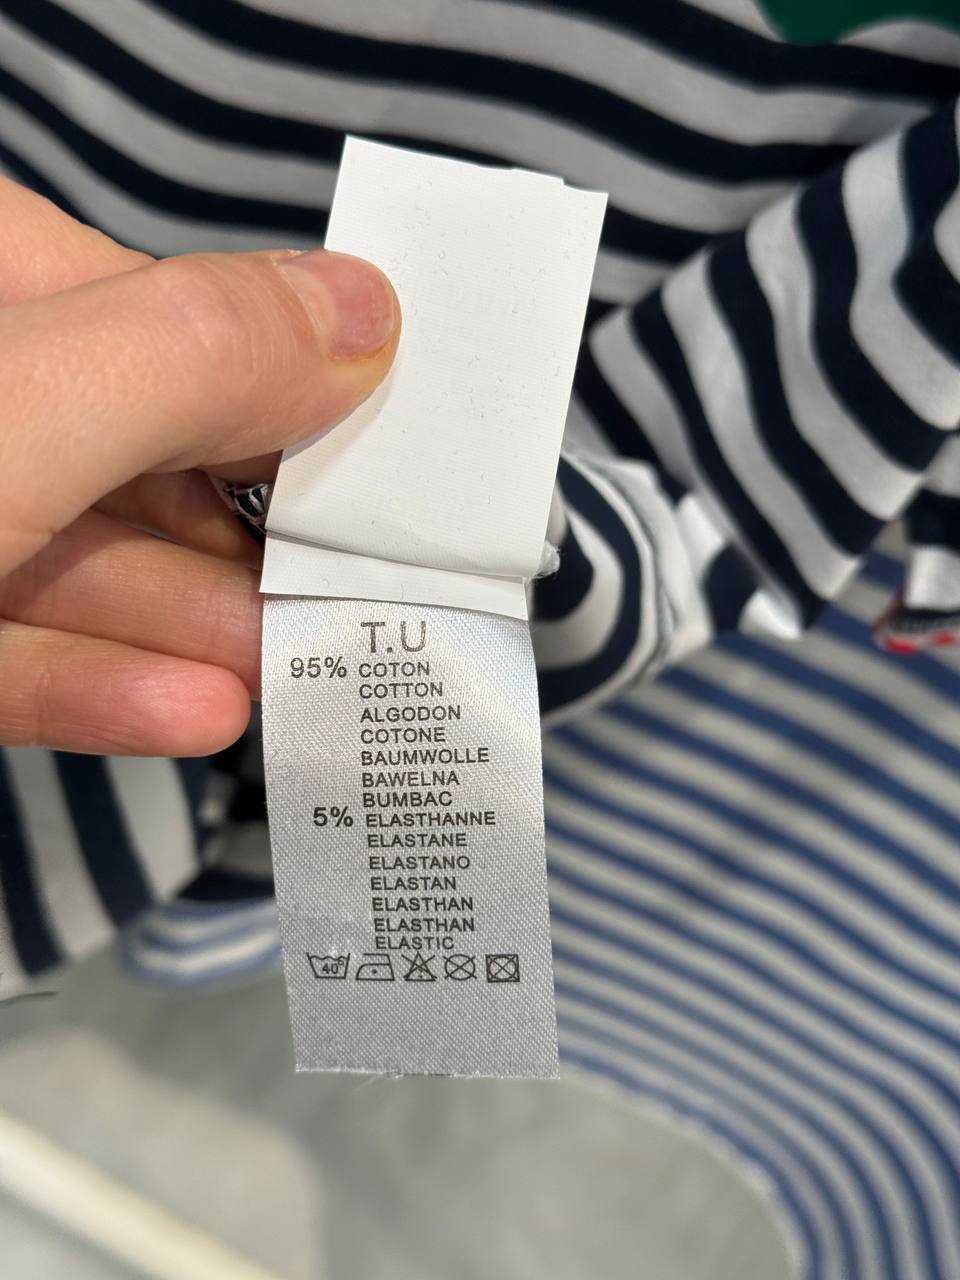 T.U
95% COTON
COTTON
ALGODON
COTONE
BAUMWOLLE
BAWELNA
BUMBAC
5% ELASTHANNE
ELASTANE
ELASTANO
ELASTAN
ELASTHAN
ELASTHAN
ELASTIC
40°